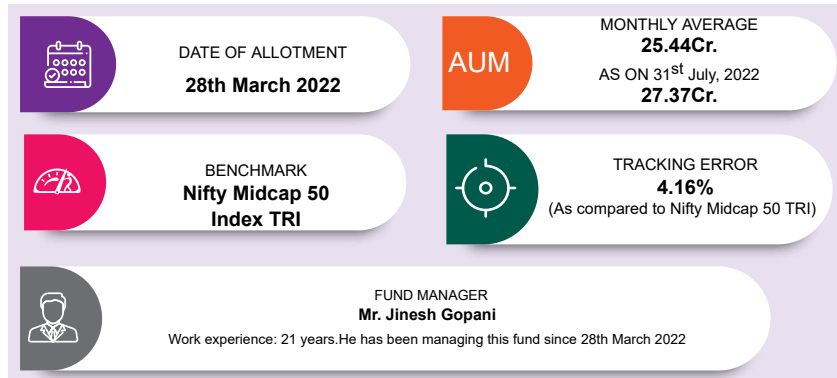 DATE OF ALLOTMENT
28th March 2022
AUM
MONTHLY AVERAGE
25.44Cr.
AS ON 31st July, 2022
27.37Cr.
BENCHMARK
Nifty Midcap 50
Index TRI
TRACKING ERROR
4.16%
(As compared to Nifty Midcap 50 TRI)
FUND MANAGER
Mr. Jinesh Gopani
Work experience: 21 years.He has been managing this fund since 28th March 2022